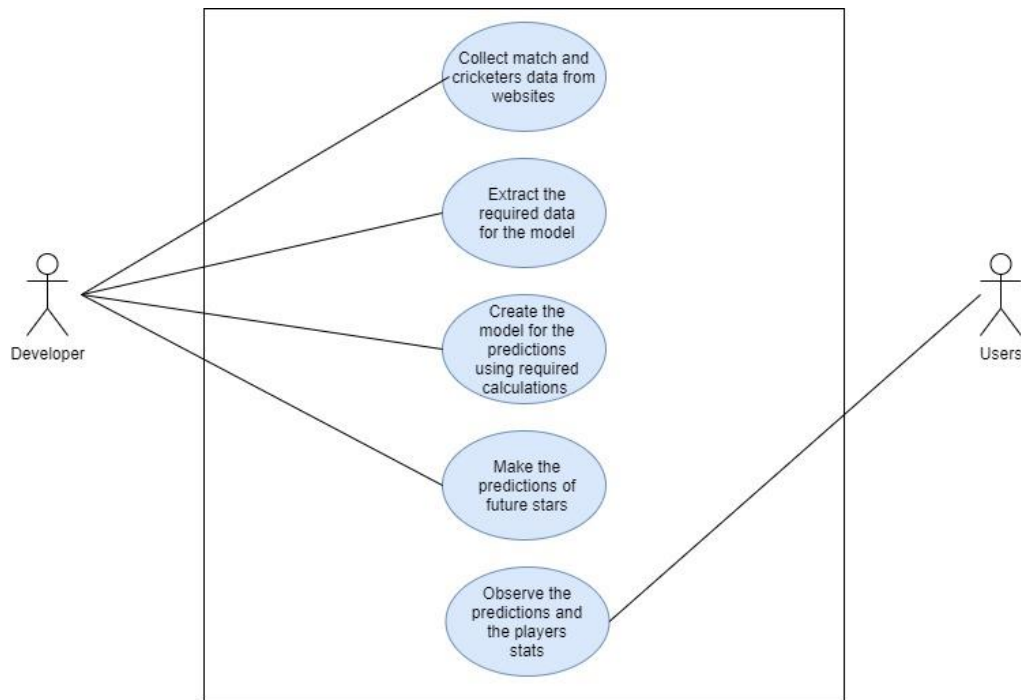 Collect match and
cricketers data from
websites
Extract the
required data
for the model
Developer
Create the
model for the
predictions
using required
calculations
Users
Make the
predictions of
future stars
Observe the
predictions and
the players
stats